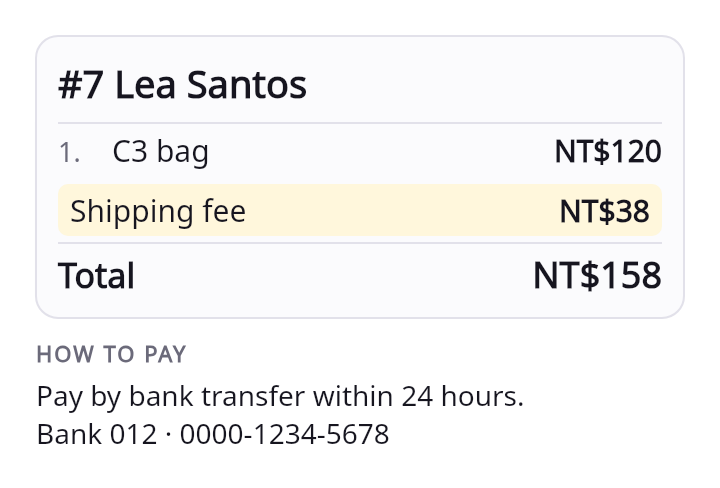 #7 Lea Santos
1. C3 bag NT$120
Shipping fee NT$38
Total NT$158
HOW TO PAY
Pay by bank transfer within 24 hours.
Bank 012 · 0000-1234-5678